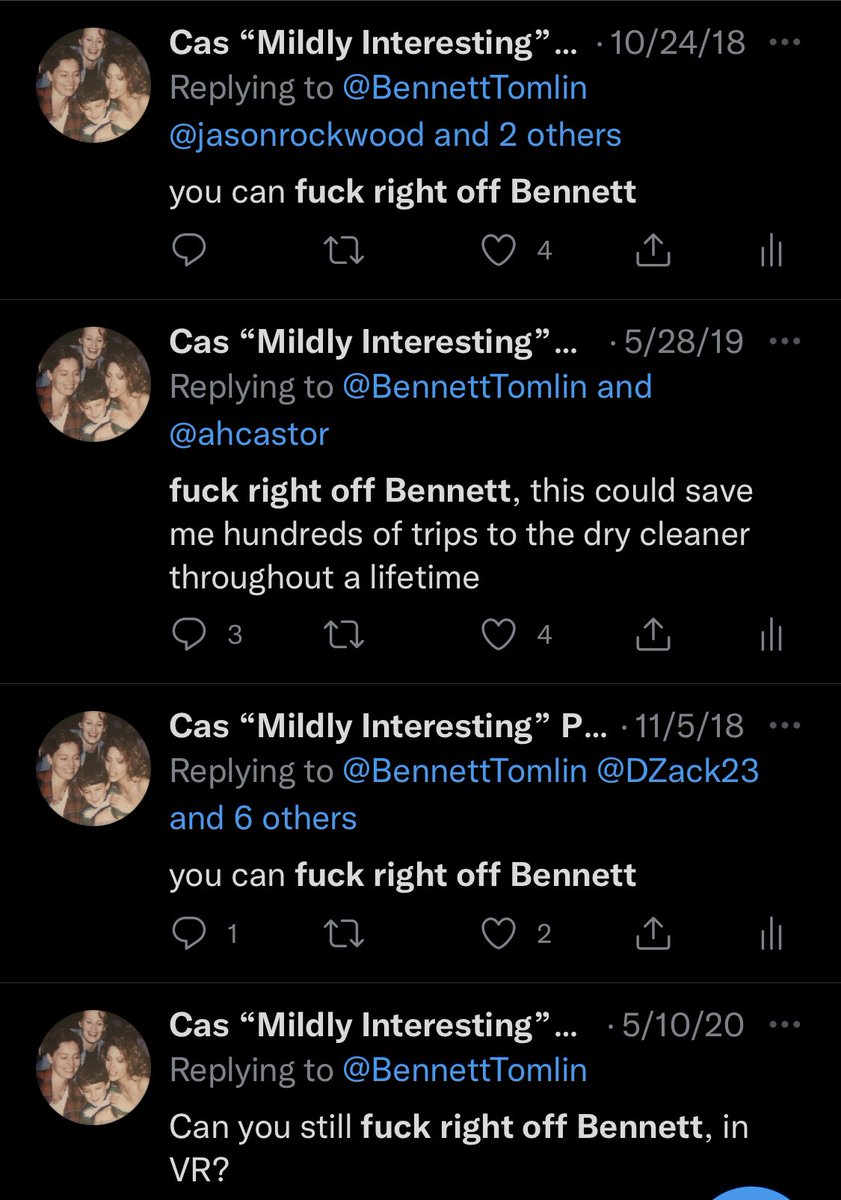 Cas “Mildly Interesting”... · 10/24/18 ...
Replying to @BennettTomlin
@jasonrockwood and 2 others
you can fuck right off Bennett
4
Cas “Mildly Interesting”... · 5/28/19 ...
Replying to @BennettTomlin and
@ahcastor
fuck right off Bennett, this could save
me hundreds of trips to the dry cleaner
throughout a lifetime
3 4
Cas “Mildly Interesting” P... · 11/5/18 ...
Replying to @BennettTomlin @DZack23
and 6 others
you can fuck right off Bennett
1 2
Cas “Mildly Interesting”... · 5/10/20 ...
Replying to @BennettTomlin
Can you still fuck right off Bennett, in
VR?